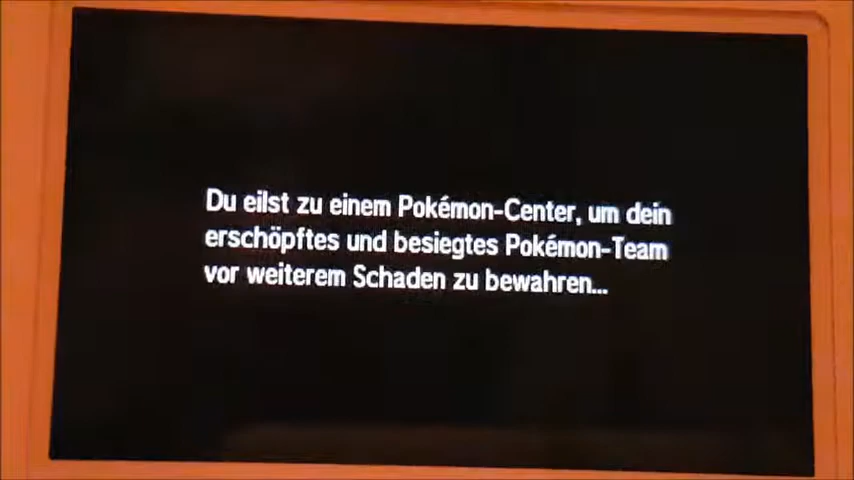 Du eilst zu einem Pokémon-Center, um dein
erschöpftes und besiegtes Pokémon-Team
vor weiterem Schaden zu bewahren...